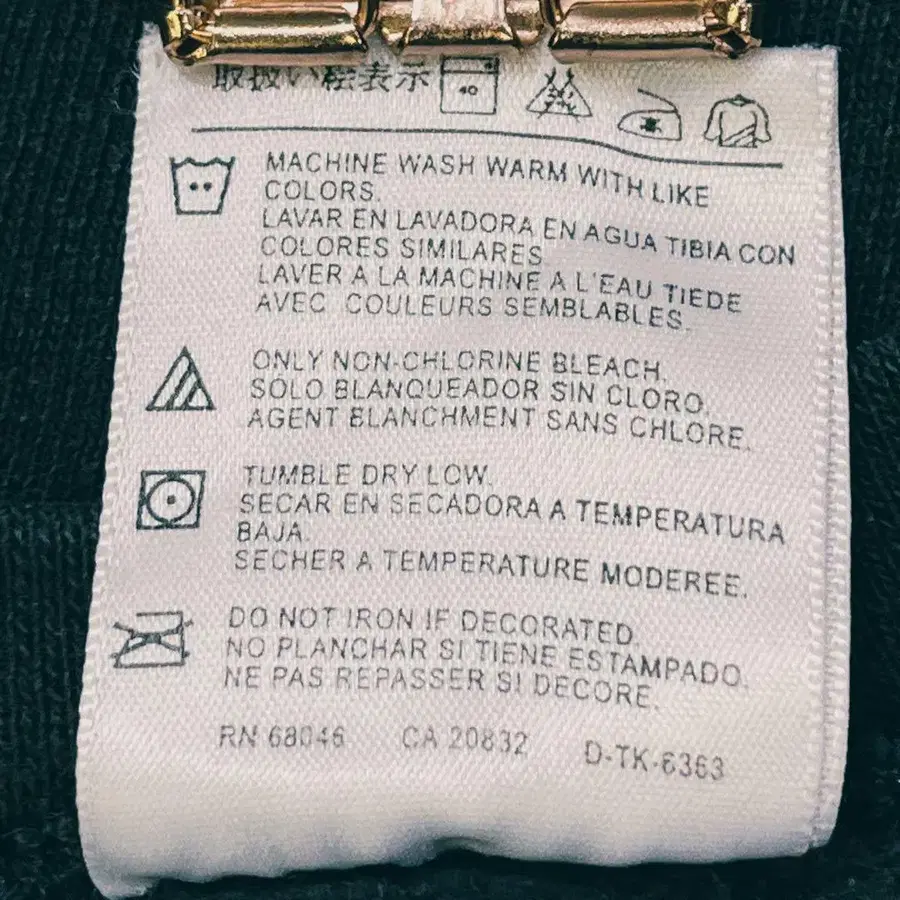 取扱い絵表示 40
MACHINE WASH WARM WITH LIKE
COLORS.
LAVAR EN LAVADORA EN AGUA TIBIA CON
COLORES SIMILARES.
LAVER A LA MACHINE A L'EAU TIEDE
AVEC COULEURS SEMBLABLES.
ONLY NON-CHLORINE BLEACH.
SOLO BLANQUEADOR SIN CLORO.
AGENT BLANCHMENT SANS CHLORE.
TUMBLE DRY LOW.
SECAR EN SECADORA A TEMPERATURA
BAJA.
SECHER A TEMPERATURE MODEREE.
DO NOT IRON IF DECORATED.
NO PLANCHAR SI TIENE ESTAMPADO.
NE PAS REPASSER SI DECORE.
RN 68046 CA 20832 D-TK-6363